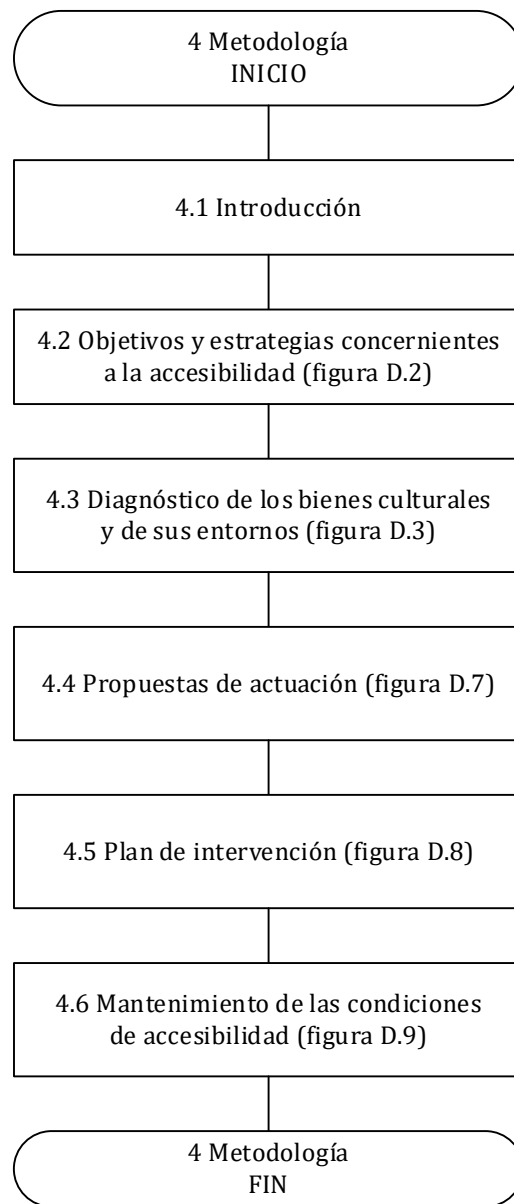 4 Metodología
INICIO
4.1 Introducción
4.2 Objetivos y estrategias concernientes
a la accesibilidad (figura D.2)
4.3 Diagnóstico de los bienes culturales
y de sus entornos (figura D.3)
4.4 Propuestas de actuación (figura D.7)
4.5 Plan de intervención (figura D.8)
4.6 Mantenimiento de las condiciones
de accesibilidad (figura D.9)
4 Metodología
FIN